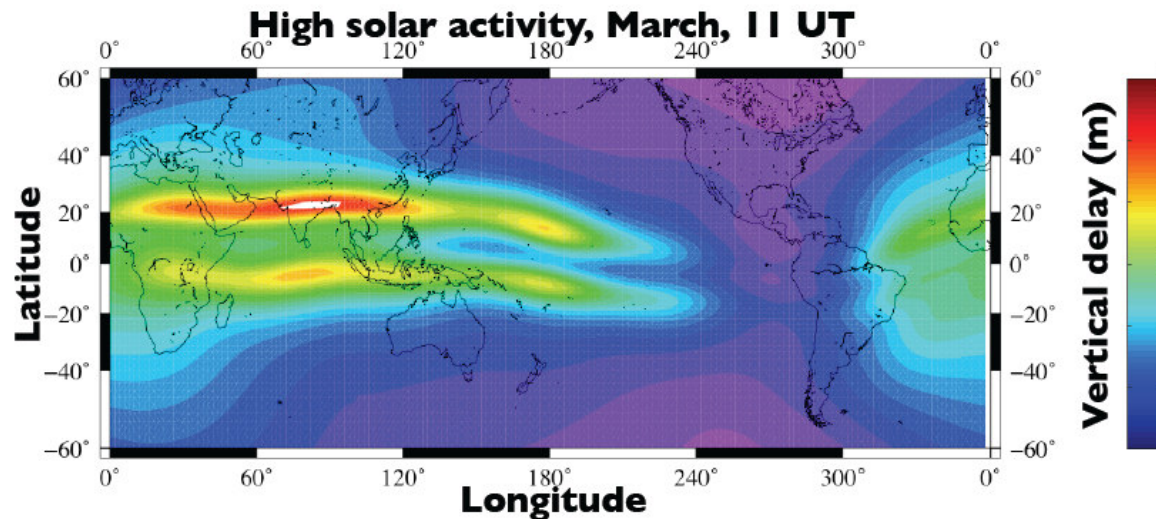 High solar activity, March, 11 UT
0° 60° 120° 180° 240° 300° 0°
60° 60°
40° 40°
20° 20°
0° 0°
−20° −20°
−40° −40°
−60° −60°
0° 60° 120° 180° 240° 300° 0°
Latitude
Longitude
Vertical delay (m)